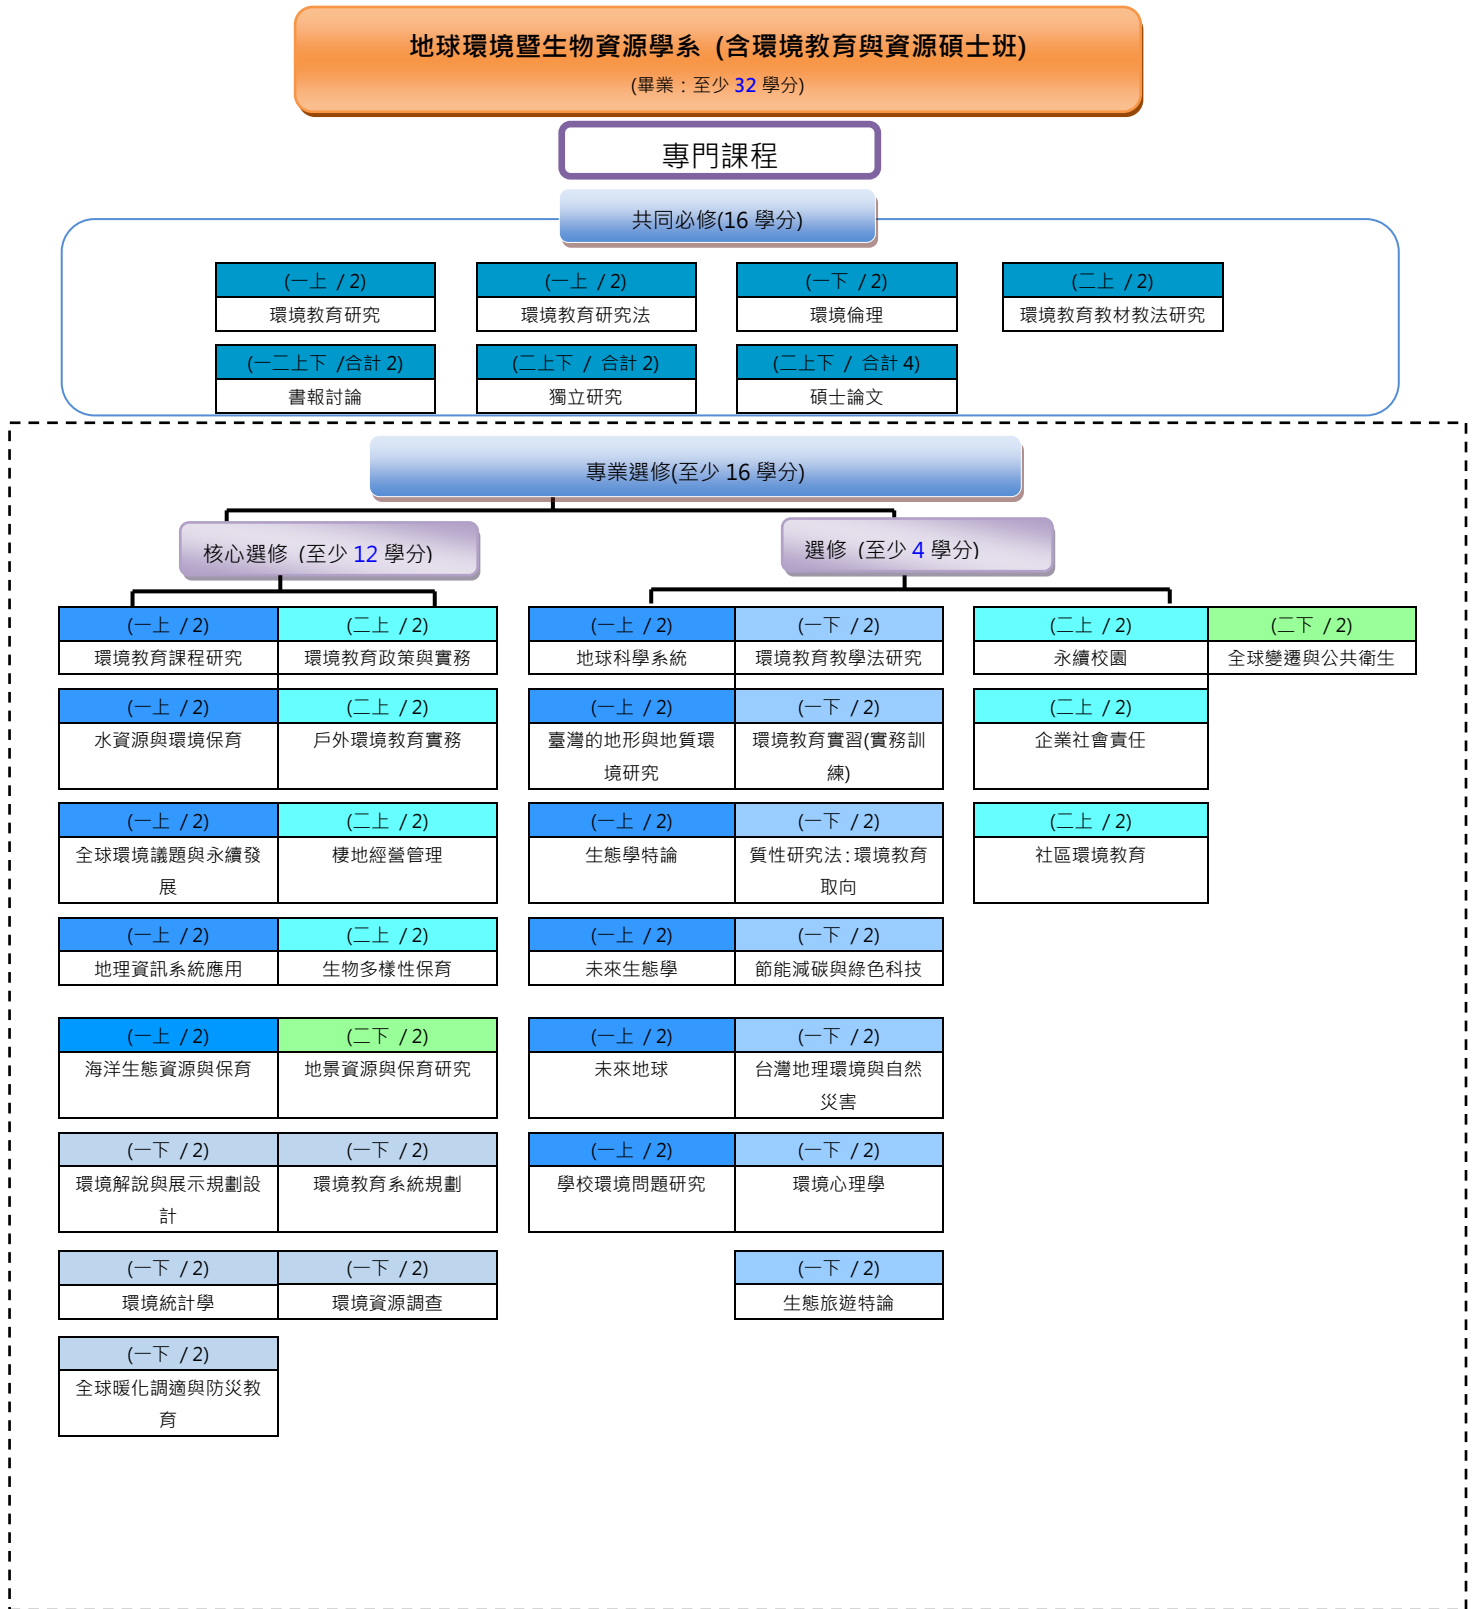 地球環境暨生物資源學系 (含環境教育與資源碩士班)
(畢業：至少 32 學分)
專門課程
共同必修(16 學分)
(一上 / 2) (一上 / 2) (一下 / 2) (二上 / 2)
環境教育研究 環境教育研究法 環境倫理 環境教育教材教法研究
(一二上下 /合計 2) (二上下 / 合計 2) (二上下 / 合計 4)
書報討論 獨立研究 碩士論文
專業選修(至少 16 學分)
核心選修 (至少 12 學分) 選修 (至少 4 學分)
(一上 / 2) (二上 / 2) (一上 / 2) (一下 / 2) (二上 / 2) (二下 / 2)
環境教育課程研究 環境教育政策與實務 地球科學系統 環境教育教學法研究 永續校園 全球變遷與公共衛生
(一上 / 2) (二上 / 2) (一上 / 2) (一下 / 2) (二上 / 2)
水資源與環境保育 戶外環境教育實務 臺灣的地形與地質環 環境教育實習(實務訓 企業社會責任
境研究 練)
(一上 / 2) (二上 / 2) (一上 / 2) (一下 / 2) (二上 / 2)
全球環境議題與永續發 棲地經營管理 生態學特論 質性研究法:環境教育 社區環境教育
展 取向
(一上 / 2) (二上 / 2) (一上 / 2) (一下 / 2)
地理資訊系統應用 生物多樣性保育 未來生態學 節能減碳與綠色科技
(一上 / 2) (二下 / 2) (一上 / 2) (一下 / 2)
海洋生態資源與保育 地景資源與保育研究 未來地球 台灣地理環境與自然
災害
(一下 / 2) (一下 / 2) (一上 / 2) (一下 / 2)
環境解說與展示規劃設 環境教育系統規劃 學校環境問題研究 環境心理學
計
(一下 / 2) (一下 / 2) (一下 / 2)
環境統計學 環境資源調查 生態旅遊特論
(一下 / 2)
全球暖化調適與防災教
育